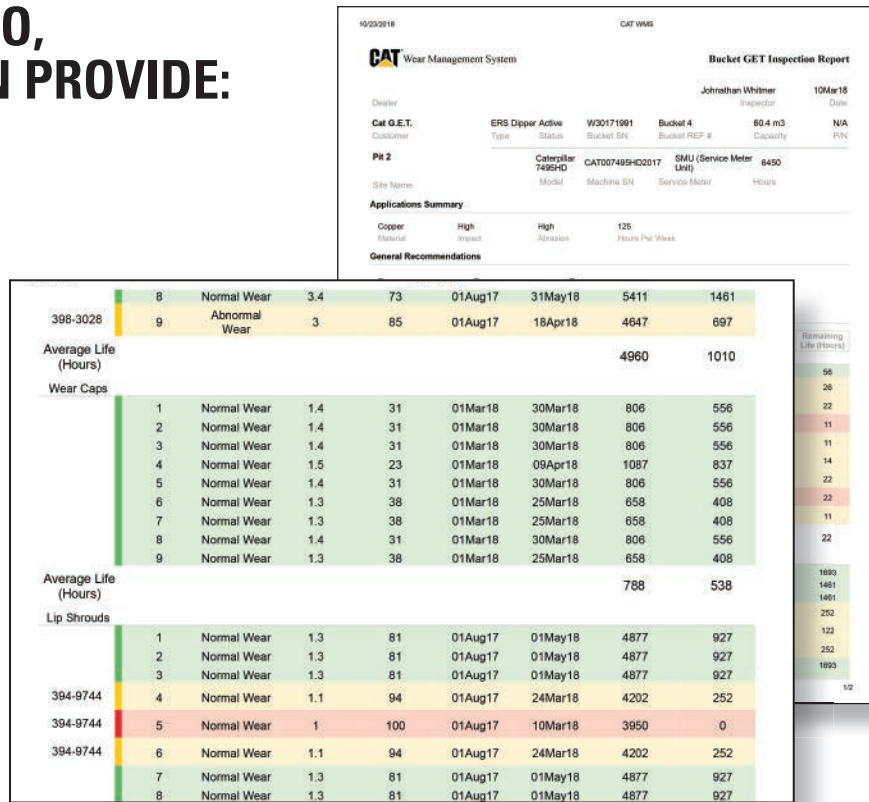 O,
N PROVIDE:
10/23/2018 CAT WMS
CAT Wear Management System Bucket GET Inspection Report
Johnathan Whitmer 10Mar18
Dealer Inspector Date
Cat G.E.T. ERS Dipper Active W30171991 Bucket 4 60.4 m3 N/A
Customer Type Status Bucket SN Bucket REF # Capacity P/N
Pit 2 Caterpillar 7495HD CAT007495HD2017 SMU (Service Meter Unit) 6450
Site Name Model Machine SN Service Meter Hours
Applications Summary
Copper High High 125
Material Impact Abrasion Hours Per Week
General Recommendations
Remaining
Life (Hours)
56
26
22
11
11
14
22
22
11
22
1693
1461
1461
252
122
252
1693
1/2
8 Normal Wear 3.4 73 01Aug17 31May18 5411 1461
398-3028 9 Abnormal Wear 3 85 01Aug17 18Apr18 4647 697
Average Life (Hours) 4960 1010
Wear Caps
1 Normal Wear 1.4 31 01Mar18 30Mar18 806 556
2 Normal Wear 1.4 31 01Mar18 30Mar18 806 556
3 Normal Wear 1.4 31 01Mar18 30Mar18 806 556
4 Normal Wear 1.5 23 01Mar18 09Apr18 1087 837
5 Normal Wear 1.4 31 01Mar18 30Mar18 806 556
6 Normal Wear 1.3 38 01Mar18 25Mar18 658 408
7 Normal Wear 1.3 38 01Mar18 25Mar18 658 408
8 Normal Wear 1.4 31 01Mar18 30Mar18 806 556
9 Normal Wear 1.3 38 01Mar18 25Mar18 658 408
Average Life (Hours) 788 538
Lip Shrouds
1 Normal Wear 1.3 81 01Aug17 01May18 4877 927
2 Normal Wear 1.3 81 01Aug17 01May18 4877 927
3 Normal Wear 1.3 81 01Aug17 01May18 4877 927
394-9744 4 Normal Wear 1.1 94 01Aug17 24Mar18 4202 252
394-9744 5 Normal Wear 1 100 01Aug17 10Mar18 3950 0
394-9744 6 Normal Wear 1.1 94 01Aug17 24Mar18 4202 252
7 Normal Wear 1.3 81 01Aug17 01May18 4877 927
8 Normal Wear 1.3 81 01Aug17 01May18 4877 927